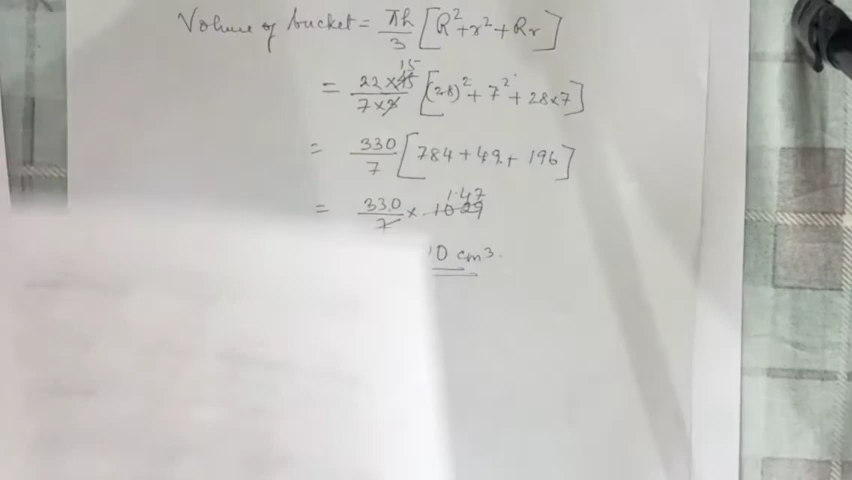 Volume of bucket = πh/3 [R² + r² + Rr]
= 22 × 45 15 / 7 × 3 [(28)² + 7² + 28×7]
= 330/7 [784 + 49 + 196]
= 330/7 × 1029 147
10 cm³.